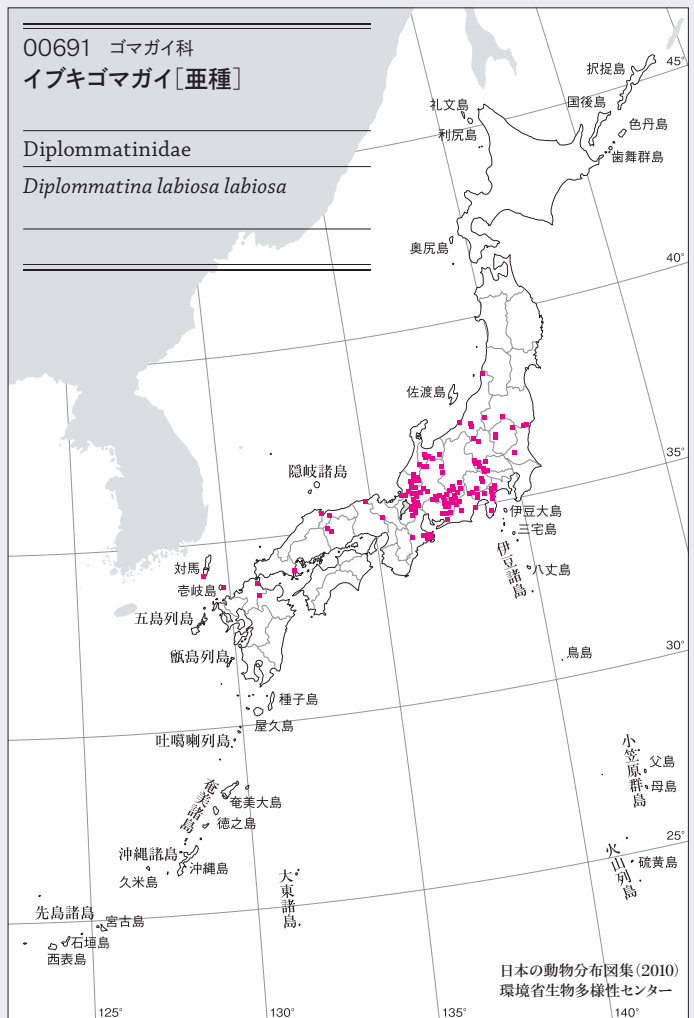 00691 ゴマガイ科
イブキゴマガイ［亜種］
Diplommatinidae
Diplommatina labiosa labiosa
択捉島
45°
国後島
礼文島
色丹島
利尻島
歯舞群島
奥尻島
40°
佐渡島
35°
隠岐諸島
伊豆大島
三宅島
伊豆諸島
八丈島
対馬
壱岐島
五島列島
甑島列島
鳥島
30°
種子島
屋久島
吐噶喇列島
小笠原群島
父島
母島
奄美諸島
奄美大島
徳之島
25°
沖縄諸島
沖縄島
久米島
火山列島
硫黄島
大東諸島
先島諸島
宮古島
石垣島
西表島
日本の動物分布図集（2010）
環境省生物多様性センター
125°
130°
135°
140°